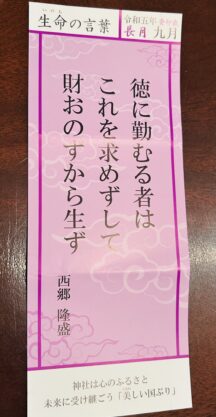 生命の言葉
令和五年
長月 九月
徳に勤むる者は
これを求めずして
財おのずから生ず
西郷 隆盛
神社は心のふるさと
未来に受け継ごう「美しい国ぶり」